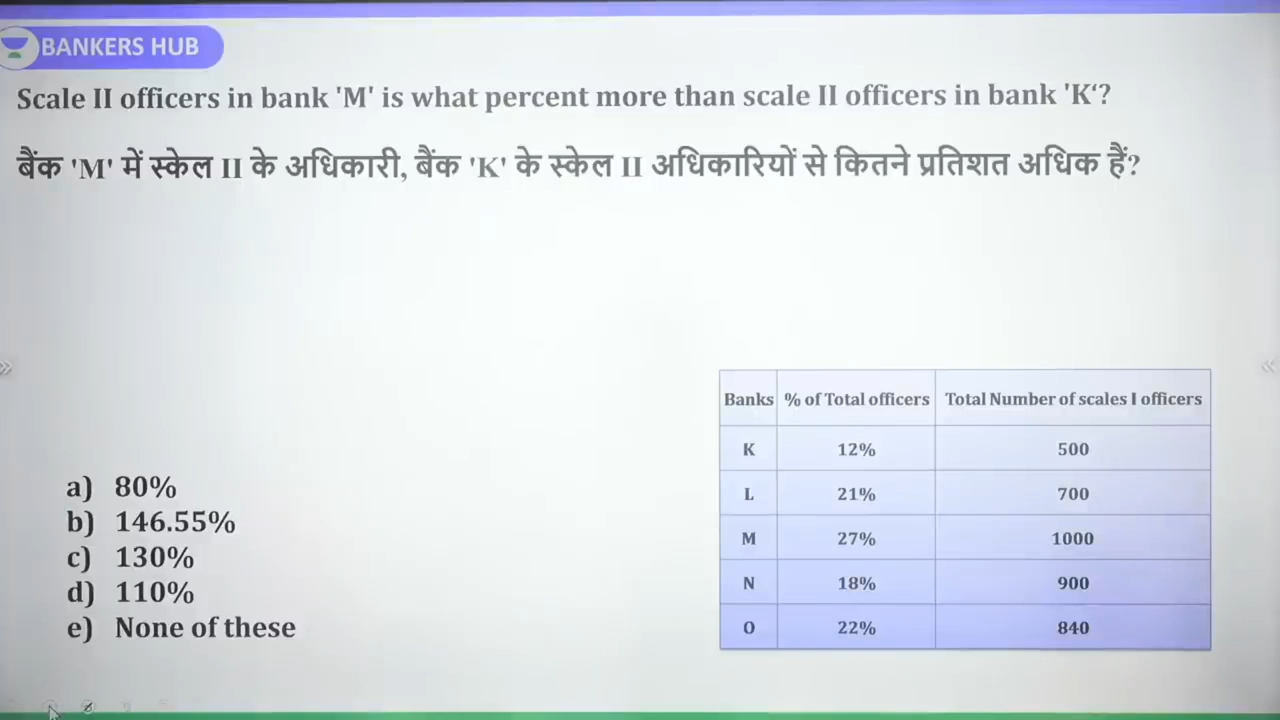 BANKERS HUB
Scale II officers in bank 'M' is what percent more than scale II officers in bank 'K‘?
बैंक 'M' में स्केल II के अधिकारी, बैंक 'K' के स्केल II अधिकारियों से कितने प्रतिशत अधिक हैं?
a) 80%
b) 146.55%
c) 130%
d) 110%
e) None of these
Banks % of Total officers Total Number of scales I officers
K 12% 500
L 21% 700
M 27% 1000
N 18% 900
O 22% 840